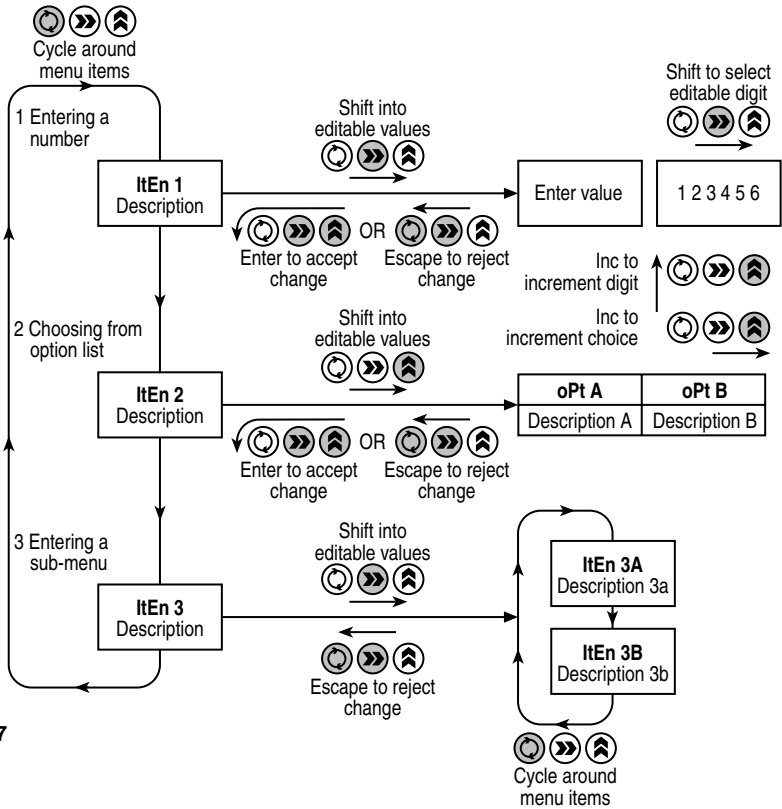 Cycle around
menu items
1 Entering a
number
Shift into
editable values
Shift to select
editable digit
ItEn 1
Description
Enter value
1 2 3 4 5 6
OR
Enter to accept
change
Escape to reject
change
Inc to
increment digit
Inc to
increment choice
2 Choosing from
option list
Shift into
editable values
ItEn 2
Description
oPt A
oPt B
Description A
Description B
OR
Enter to accept
change
Escape to reject
change
3 Entering a
sub-menu
Shift into
editable values
ItEn 3
Description
ItEn 3A
Description 3a
ItEn 3B
Description 3b
Escape to reject
change
7
Cycle around
menu items